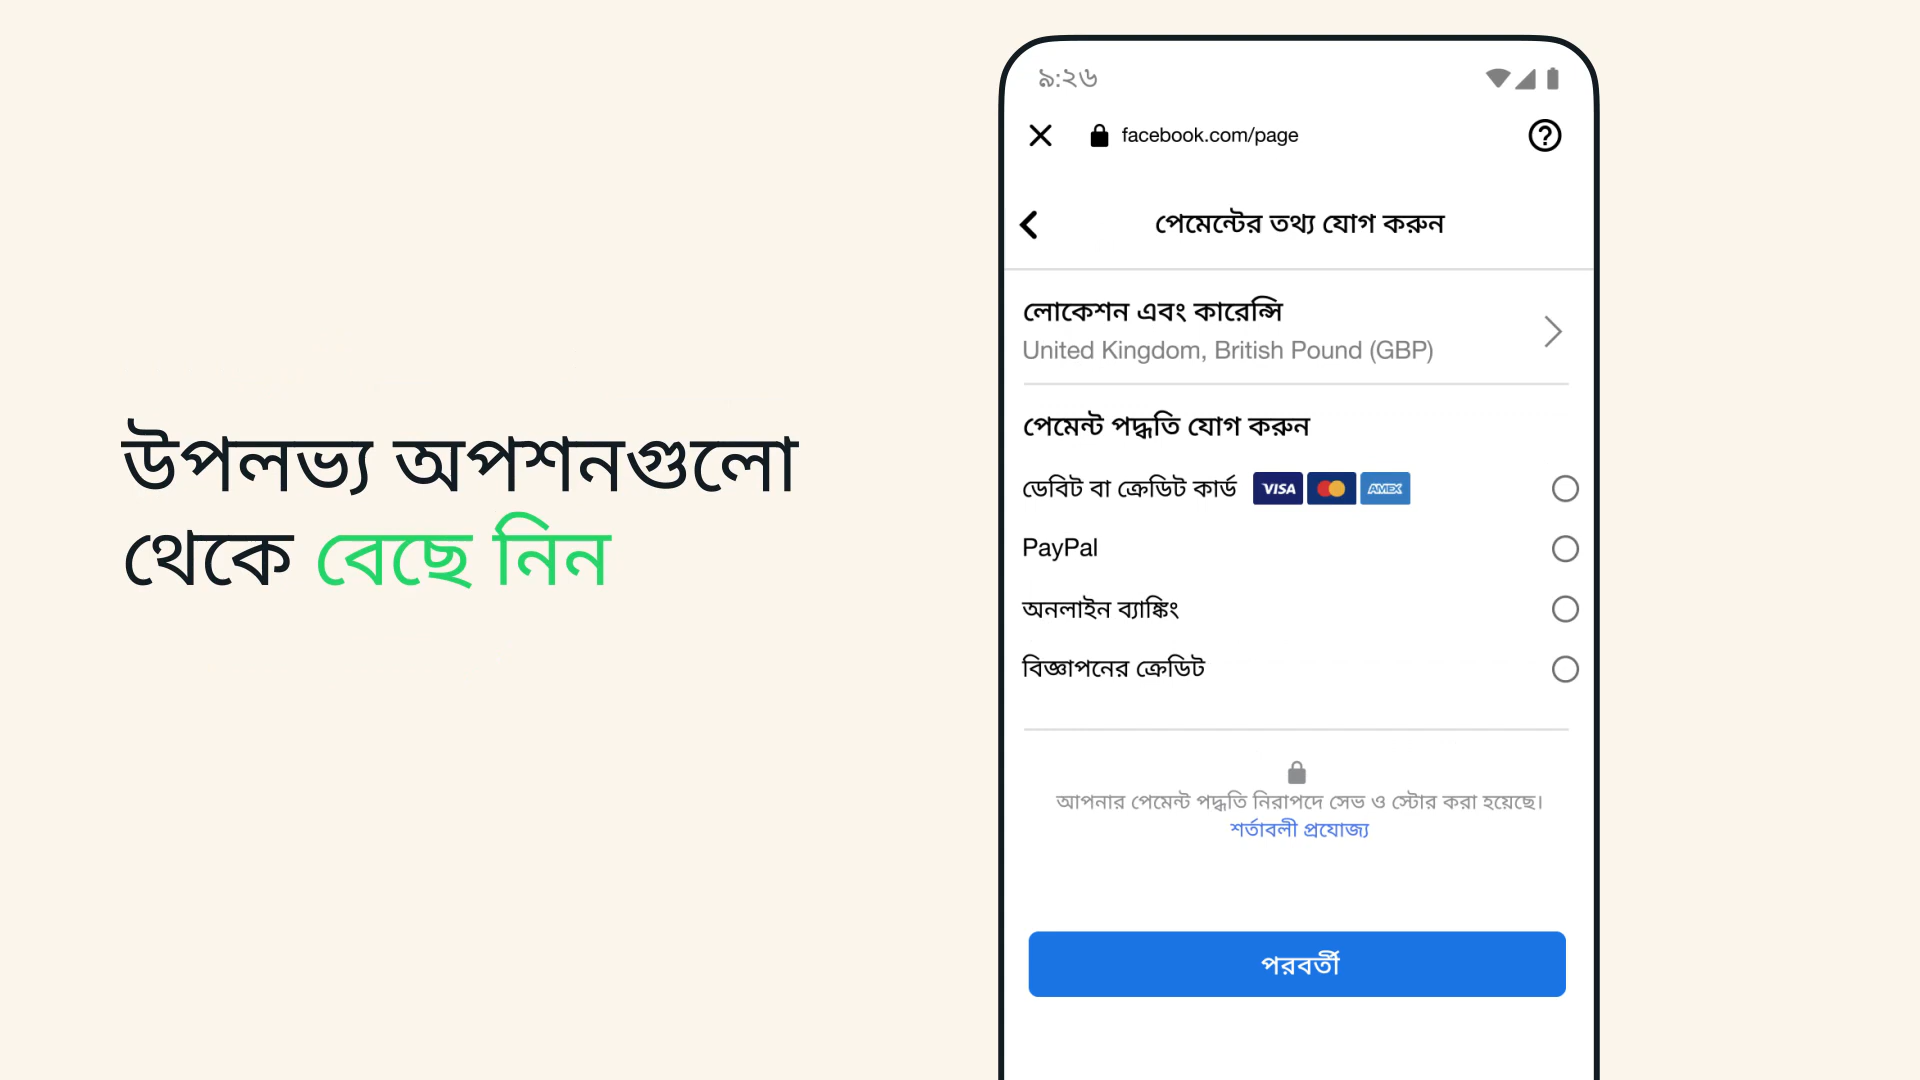 উপলভ্য অপশনগুলো
থেকে বেছে নিন
৯:২৬
facebook.com/page
পেমেন্টের তথ্য যোগ করুন
লোকেশন এবং কারেন্সি
United Kingdom, British Pound (GBP)
পেমেন্ট পদ্ধতি যোগ করুন
ডেবিট বা ক্রেডিট কার্ড VISA AMEX
PayPal
অনলাইন ব্যাঙ্কিং
বিজ্ঞাপনের ক্রেডিট
আপনার পেমেন্ট পদ্ধতি নিরাপদে সেভ ও স্টোর করা হয়েছে।
শর্তাবলী প্রযোজ্য
পরবর্তী